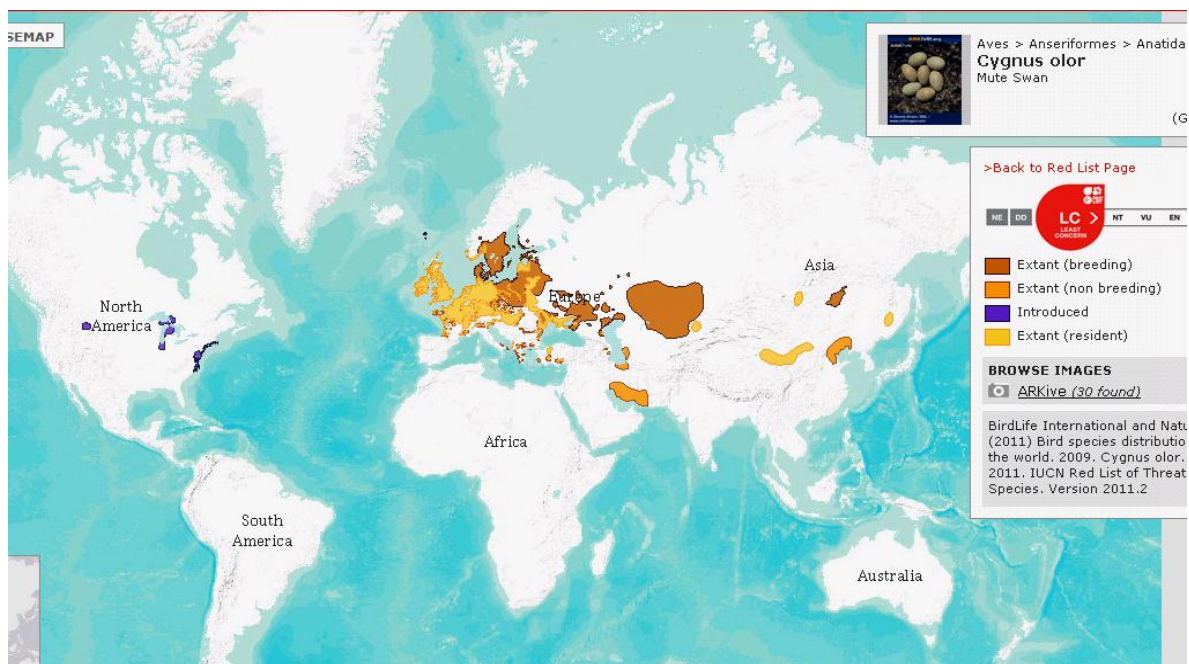 SEMAP
Aves > Anseriformes > Anatida
Cygnus olor
Mute Swan
(G
>Back to Red List Page
NE DD LC > NT VU EN
LEAST
CONCERN
Extant (breeding)
Extant (non breeding)
Introduced
Extant (resident)
BROWSE IMAGES
ARKive (30 found)
BirdLife International and Natu
(2011) Bird species distributio
the world. 2009. Cygnus olor.
2011. IUCN Red List of Threat
Species. Version 2011.2
North
America
Europe
Asia
Africa
South
America
Australia